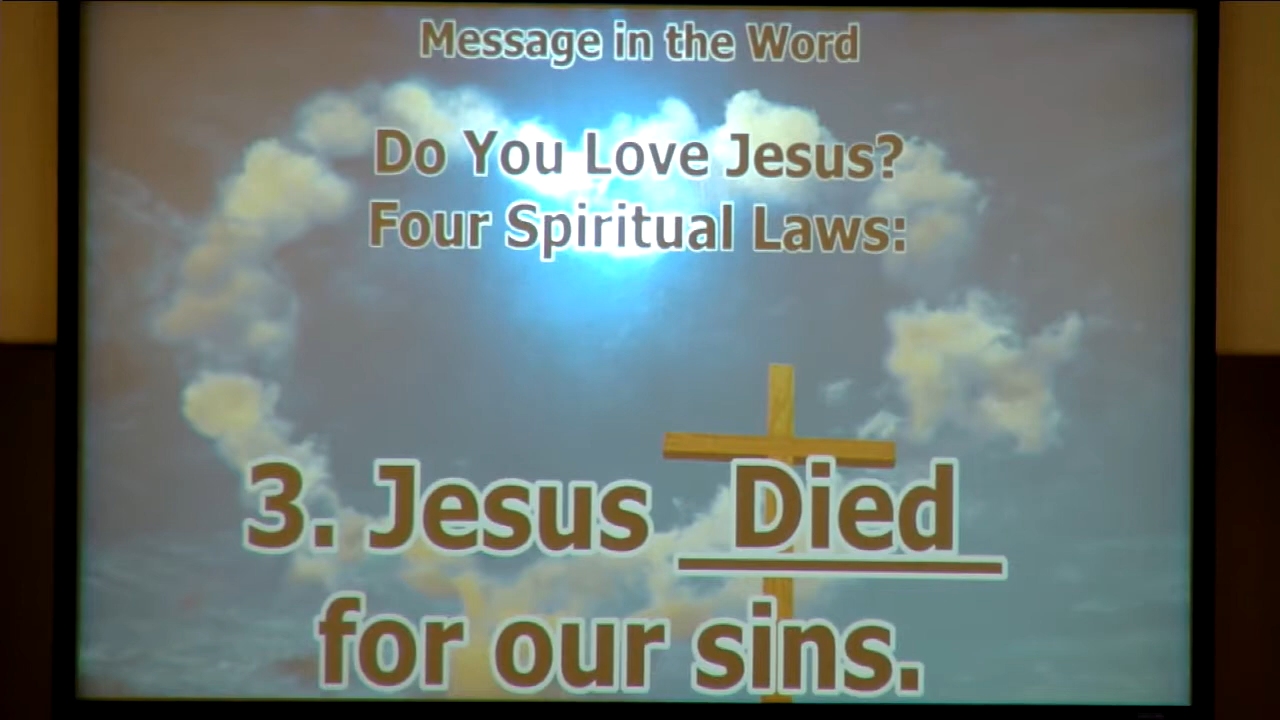 Message in the Word
Do You Love Jesus?
Four Spiritual Laws:
3. Jesus Died
for our sins.